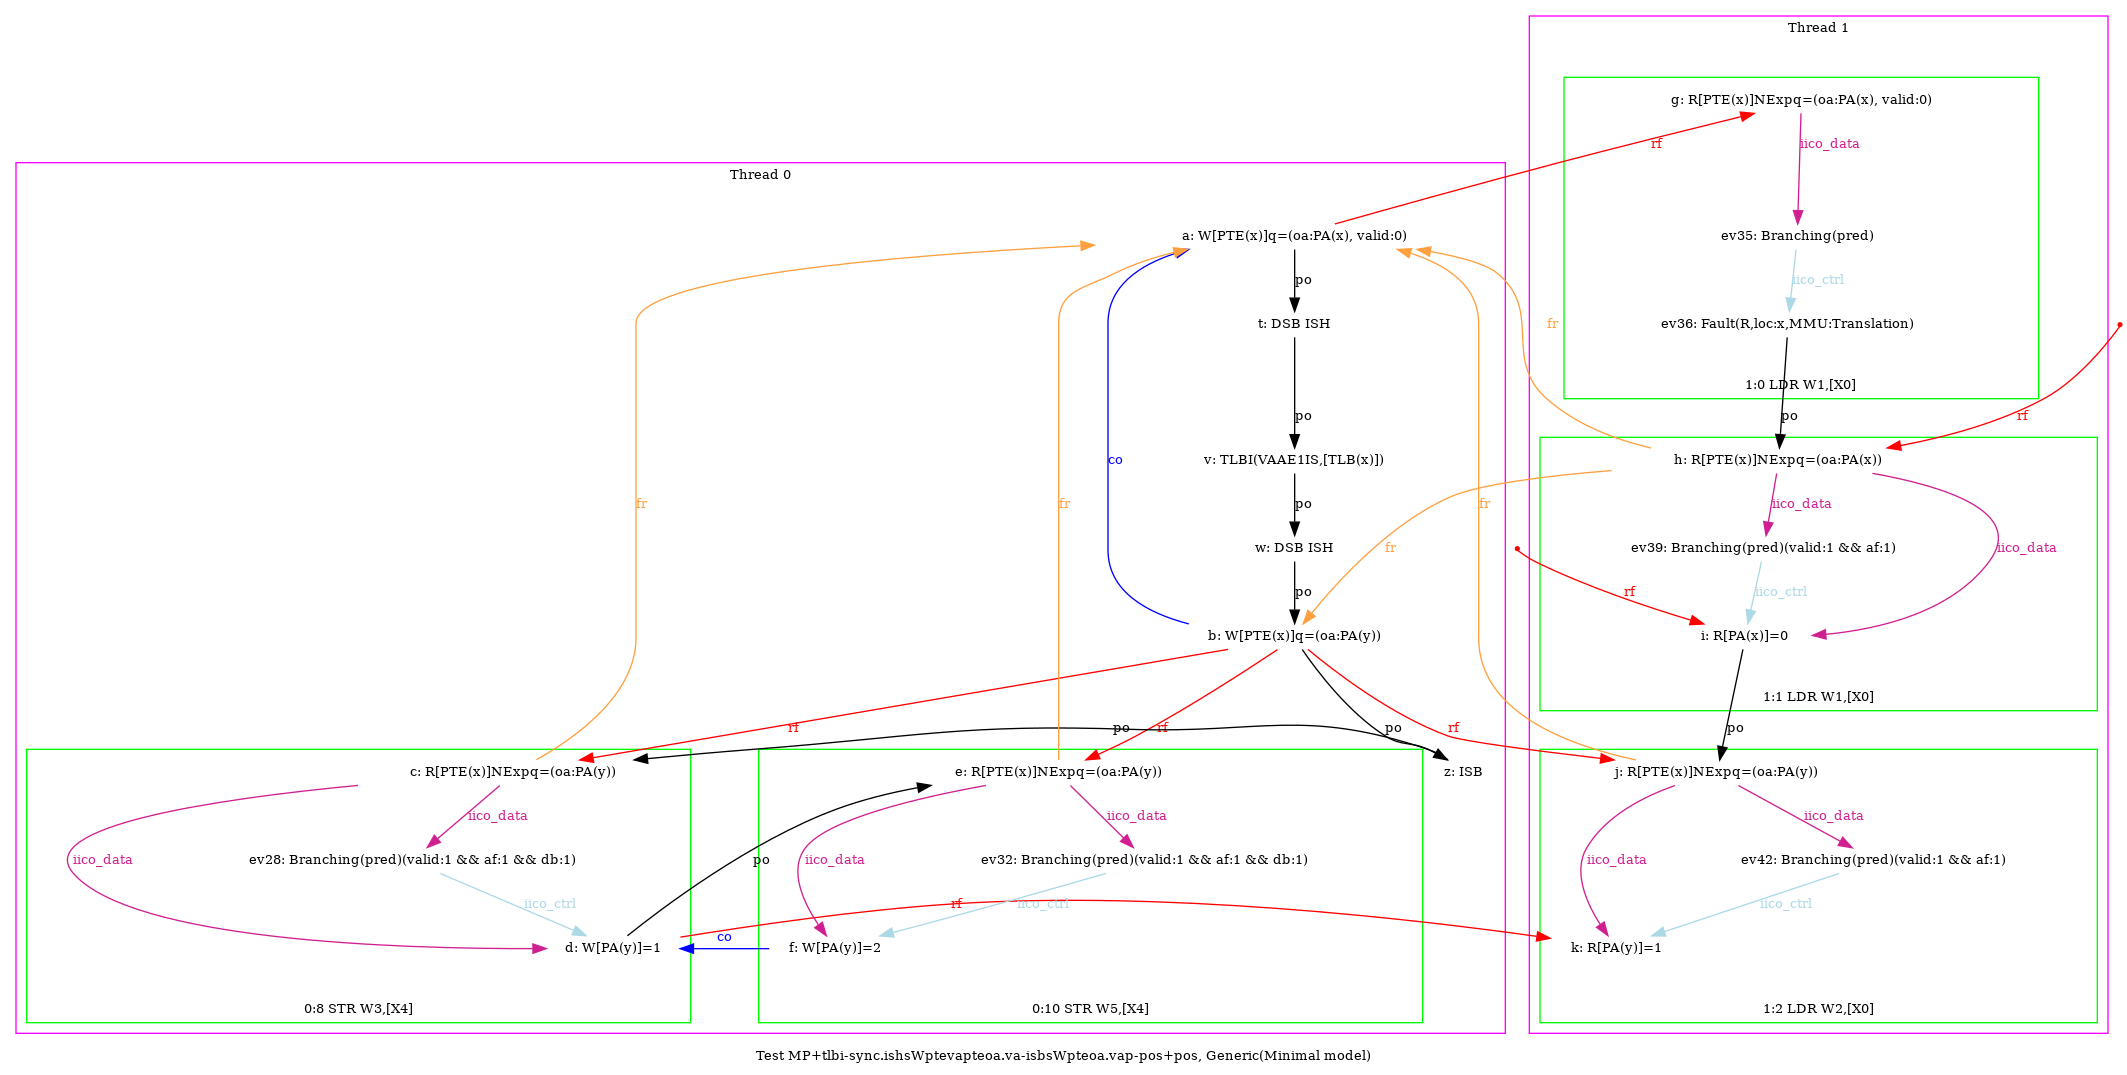 Thread 1
g: R[PTE(x)]NExpq=(oa:PA(x), valid:0)
rf
iico_data
Thread 0
a: W[PTE(x)]q=(oa:PA(x), valid:0)
ev35: Branching(pred)
po
iico_ctrl
t: DSB ISH
fr
ev36: Fault(R,loc:x,MMU:Translation)
1:0 LDR W1,[X0]
po
po
rf
co
v: TLBI(VAAE1IS,[TLB(x)])
h: R[PTE(x)]NExpq=(oa:PA(x))
fr
fr
po
fr
iico_data
w: DSB ISH
fr
ev39: Branching(pred)(valid:1 && af:1)
iico_data
po
rf
iico_ctrl
b: W[PTE(x)]q=(oa:PA(y))
i: R[PA(x)]=0
1:1 LDR W1,[X0]
rf
po
rf
po
rf
po
c: R[PTE(x)]NExpq=(oa:PA(y))
e: R[PTE(x)]NExpq=(oa:PA(y))
z: ISB
j: R[PTE(x)]NExpq=(oa:PA(y))
iico_data
iico_data
iico_data
iico_data
ev28: Branching(pred)(valid:1 && af:1 && db:1)
po
iico_data
ev32: Branching(pred)(valid:1 && af:1 && db:1)
iico_data
ev42: Branching(pred)(valid:1 && af:1)
iico_ctrl
rf
iico_ctrl
iico_ctrl
d: W[PA(y)]=1
co
f: W[PA(y)]=2
k: R[PA(y)]=1
0:8 STR W3,[X4]
0:10 STR W5,[X4]
1:2 LDR W2,[X0]
Test MP+tlbi-sync.ishsWptevapteoa.va-isbsWpteoa.vap-pos+pos, Generic(Minimal model)